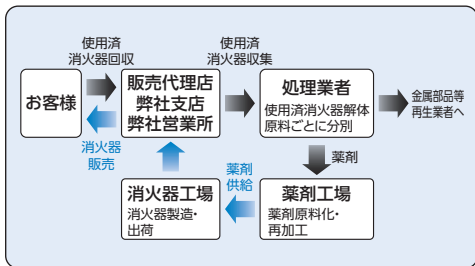 使用済
消火器回収
使用済
消火器収集
お客様
販売代理店
弊社支店
弊社営業所
処理業者
使用済消火器解体
原料ごとに分別
金属部品等
再生業者へ
消火器
販売
薬剤
薬剤
供給
消火器工場
消火器製造・
出荷
薬剤工場
薬剤原料化・
再加工